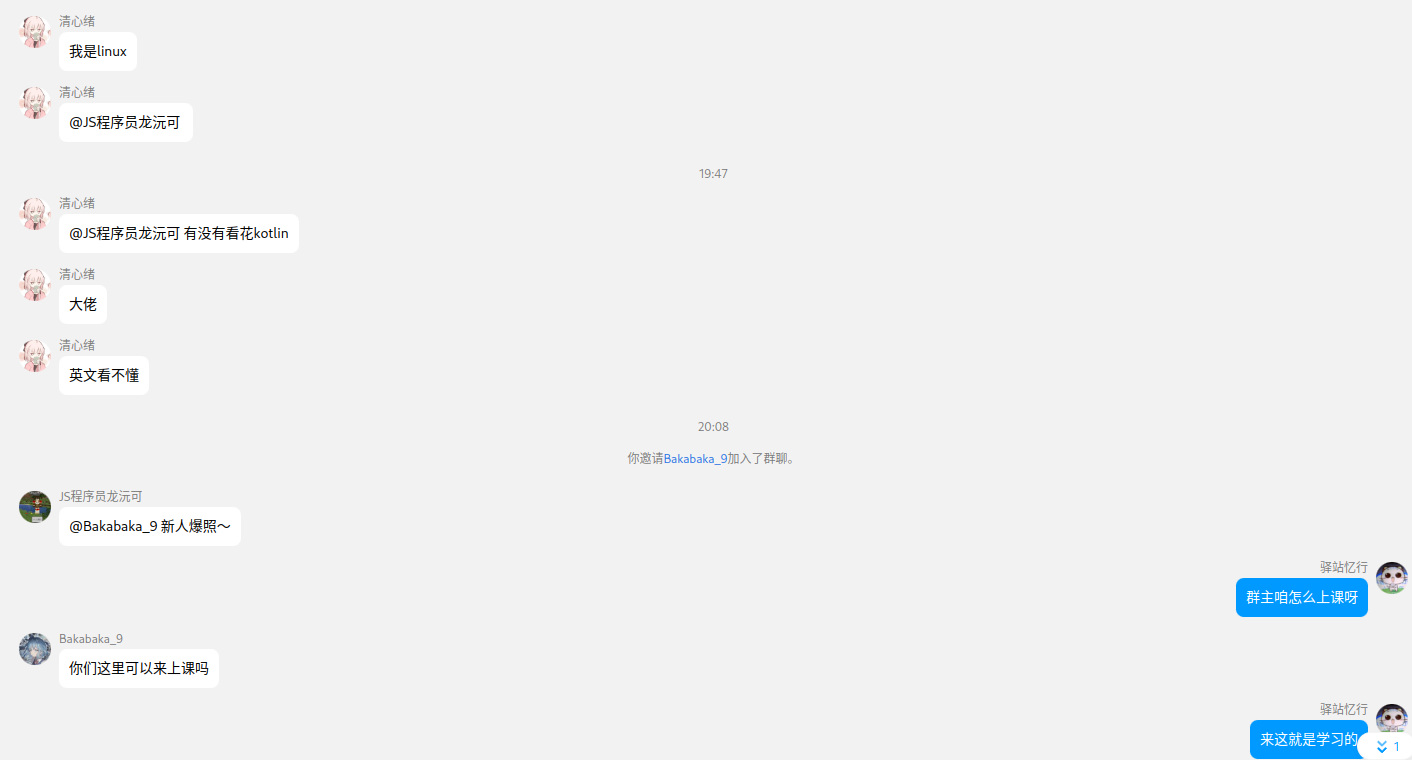 清心绪
我是linux
清心绪
@JS程序员龙沅可
19:47
清心绪
@JS程序员龙沅可 有没有看花kotlin
清心绪
大佬
清心绪
英文看不懂
20:08
你邀请Bakabaka_9加入了群聊。
JS程序员龙沅可
@Bakabaka_9 新人爆照～
驿站忆行
群主咱怎么上课呀
Bakabaka_9
你们这里可以来上课吗
驿站忆行
来这就是学习的
1